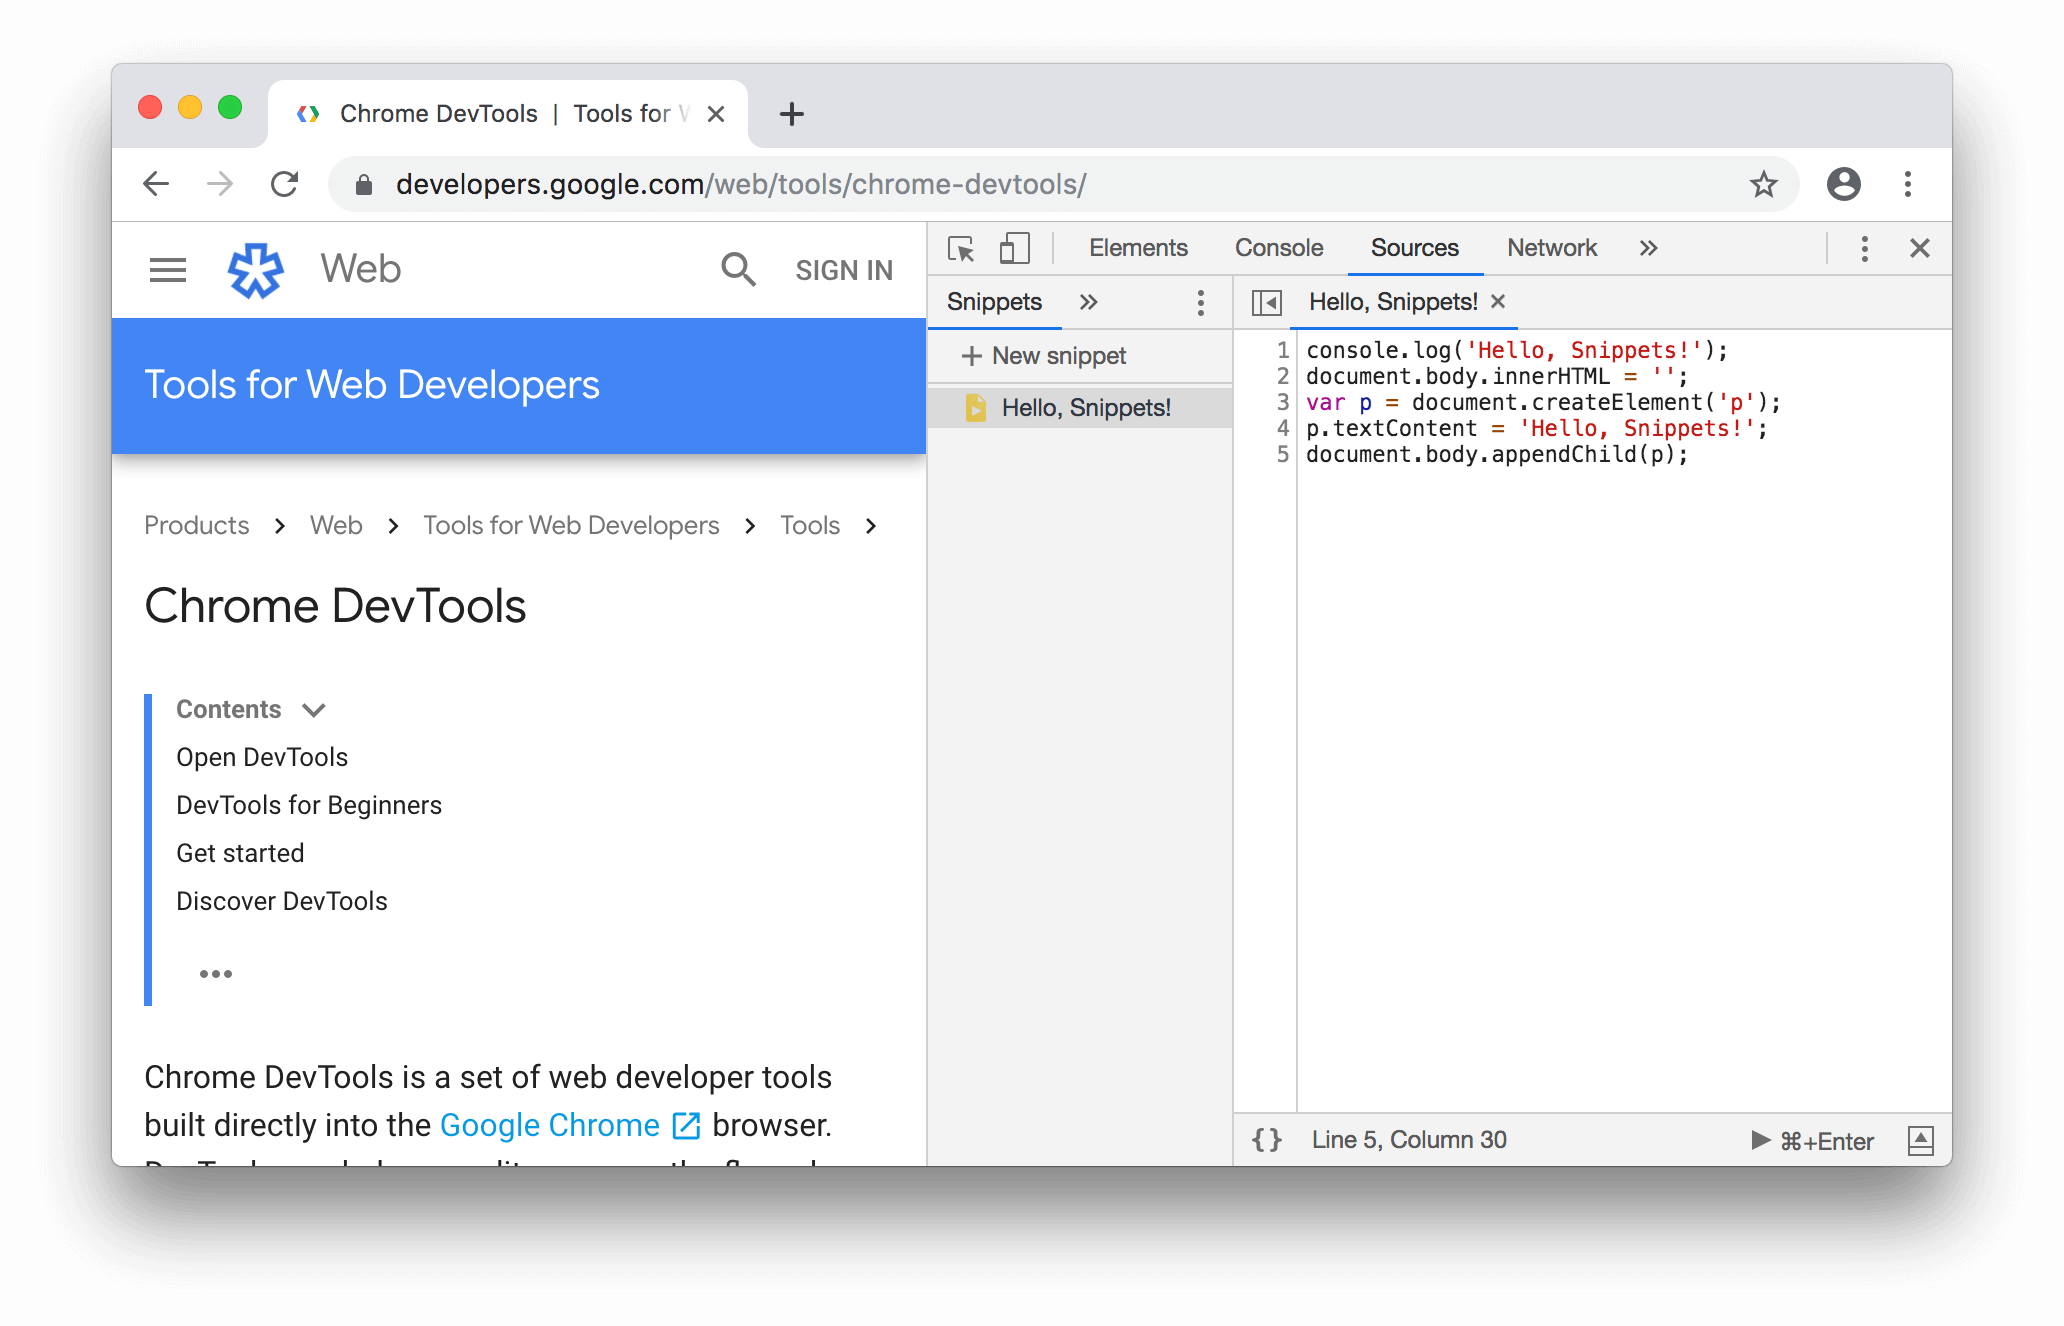 Chrome DevTools | Tools for W
developers.google.com/web/tools/chrome-devtools/
Web
SIGN IN
Tools for Web Developers
Products > Web > Tools for Web Developers > Tools >
Chrome DevTools
Contents
Open DevTools
DevTools for Beginners
Get started
Discover DevTools
•••
Chrome DevTools is a set of web developer tools
built directly into the Google Chrome browser.
Elements Console Sources Network »
Snippets »
+ New snippet
Hello, Snippets!
Hello, Snippets! ×
1 console.log('Hello, Snippets!');
2 document.body.innerHTML = '';
3 var p = document.createElement('p');
4 p.textContent = 'Hello, Snippets!';
5 document.body.appendChild(p);
{} Line 5, Column 30
⌘+Enter